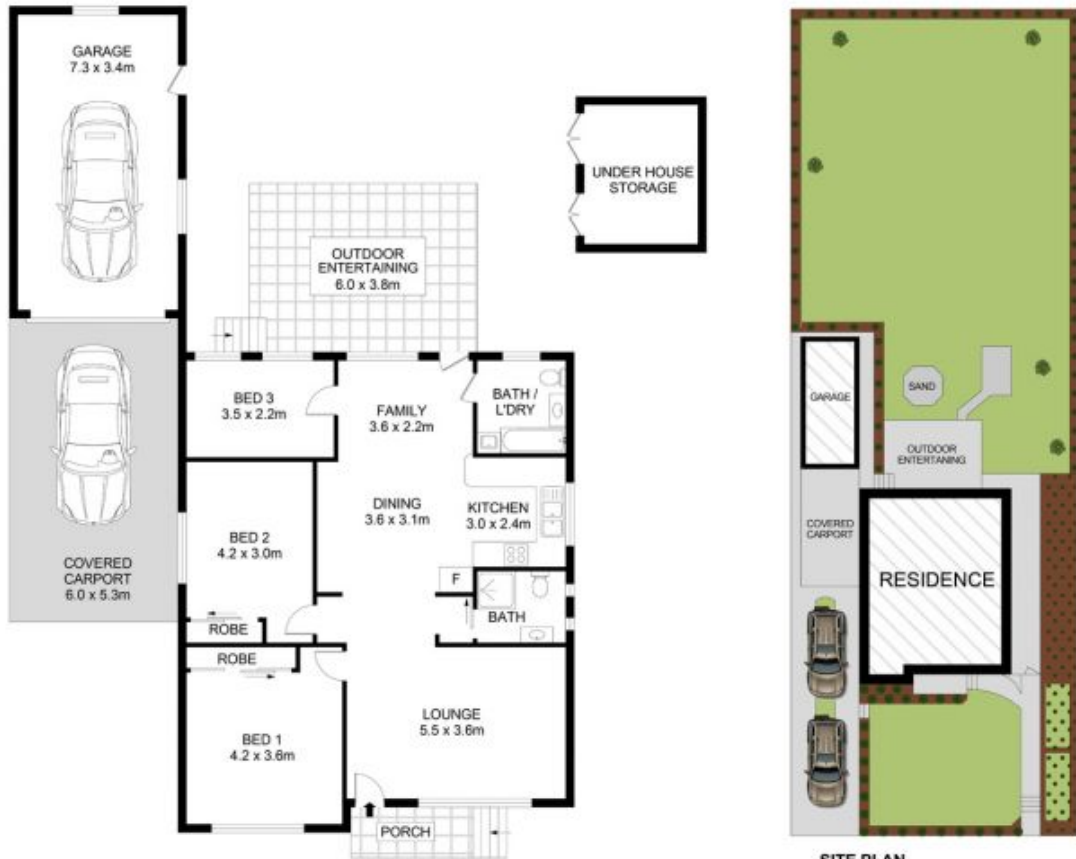 GARAGE
7.3 x 3.4m
UNDER HOUSE
STORAGE
OUTDOOR
ENTERTAINING
6.0 x 3.8m
BED 3
3.5 x 2.2m
FAMILY
3.6 x 2.2m
BATH /
L'DRY
DINING
3.6 x 3.1m
KITCHEN
3.0 x 2.4m
BED 2
4.2 x 3.0m
COVERED
CARPORT
6.0 x 5.3m
F
BATH
ROBE
ROBE
LOUNGE
5.5 x 3.6m
BED 1
4.2 x 3.6m
PORCH
GARAGE
SAND
OUTDOOR
ENTERTANING
COVERED
CARPORT
RESIDENCE
SITE PLAN